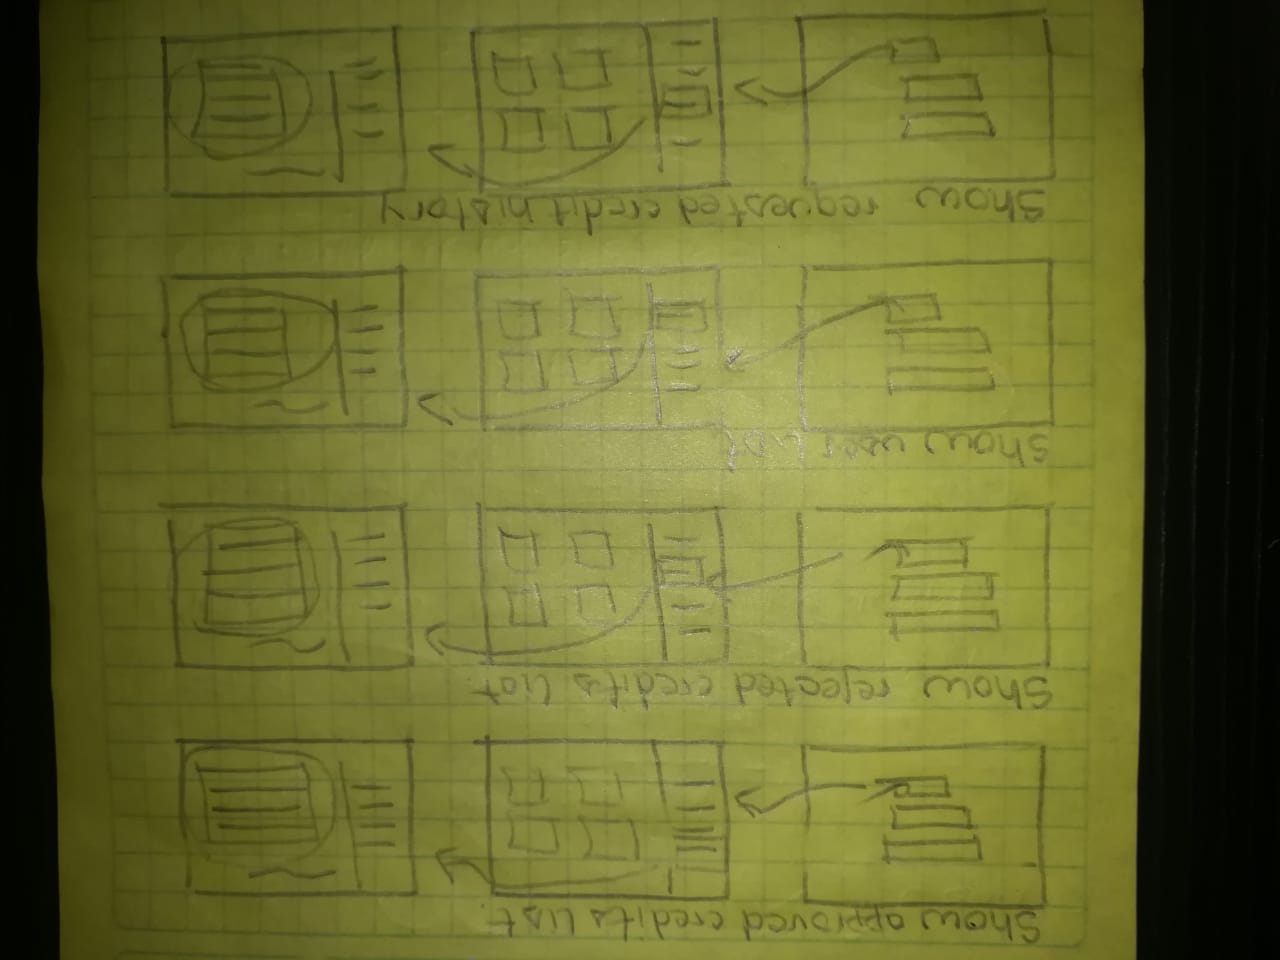 Show approved credits list
Show rejected credits list
Show user list
Show requested credit history